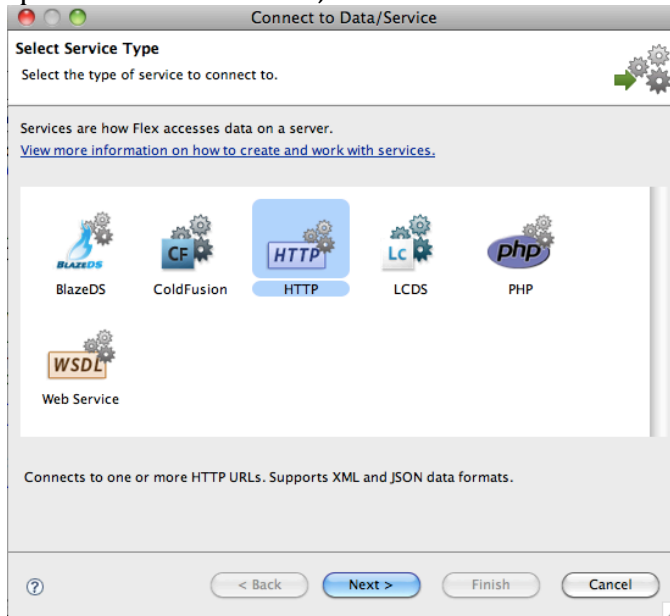 Connect to Data/Service
Select Service Type
Select the type of service to connect to.
Services are how Flex accesses data on a server.
View more information on how to create and work with services.
BLAZEDS
CF
HTTP
LC
php
BlazeDS
ColdFusion
HTTP
LCDS
PHP
WSDL
Web Service
Connects to one or more HTTP URLs. Supports XML and JSON data formats.
?
< Back
Next >
Finish
Cancel